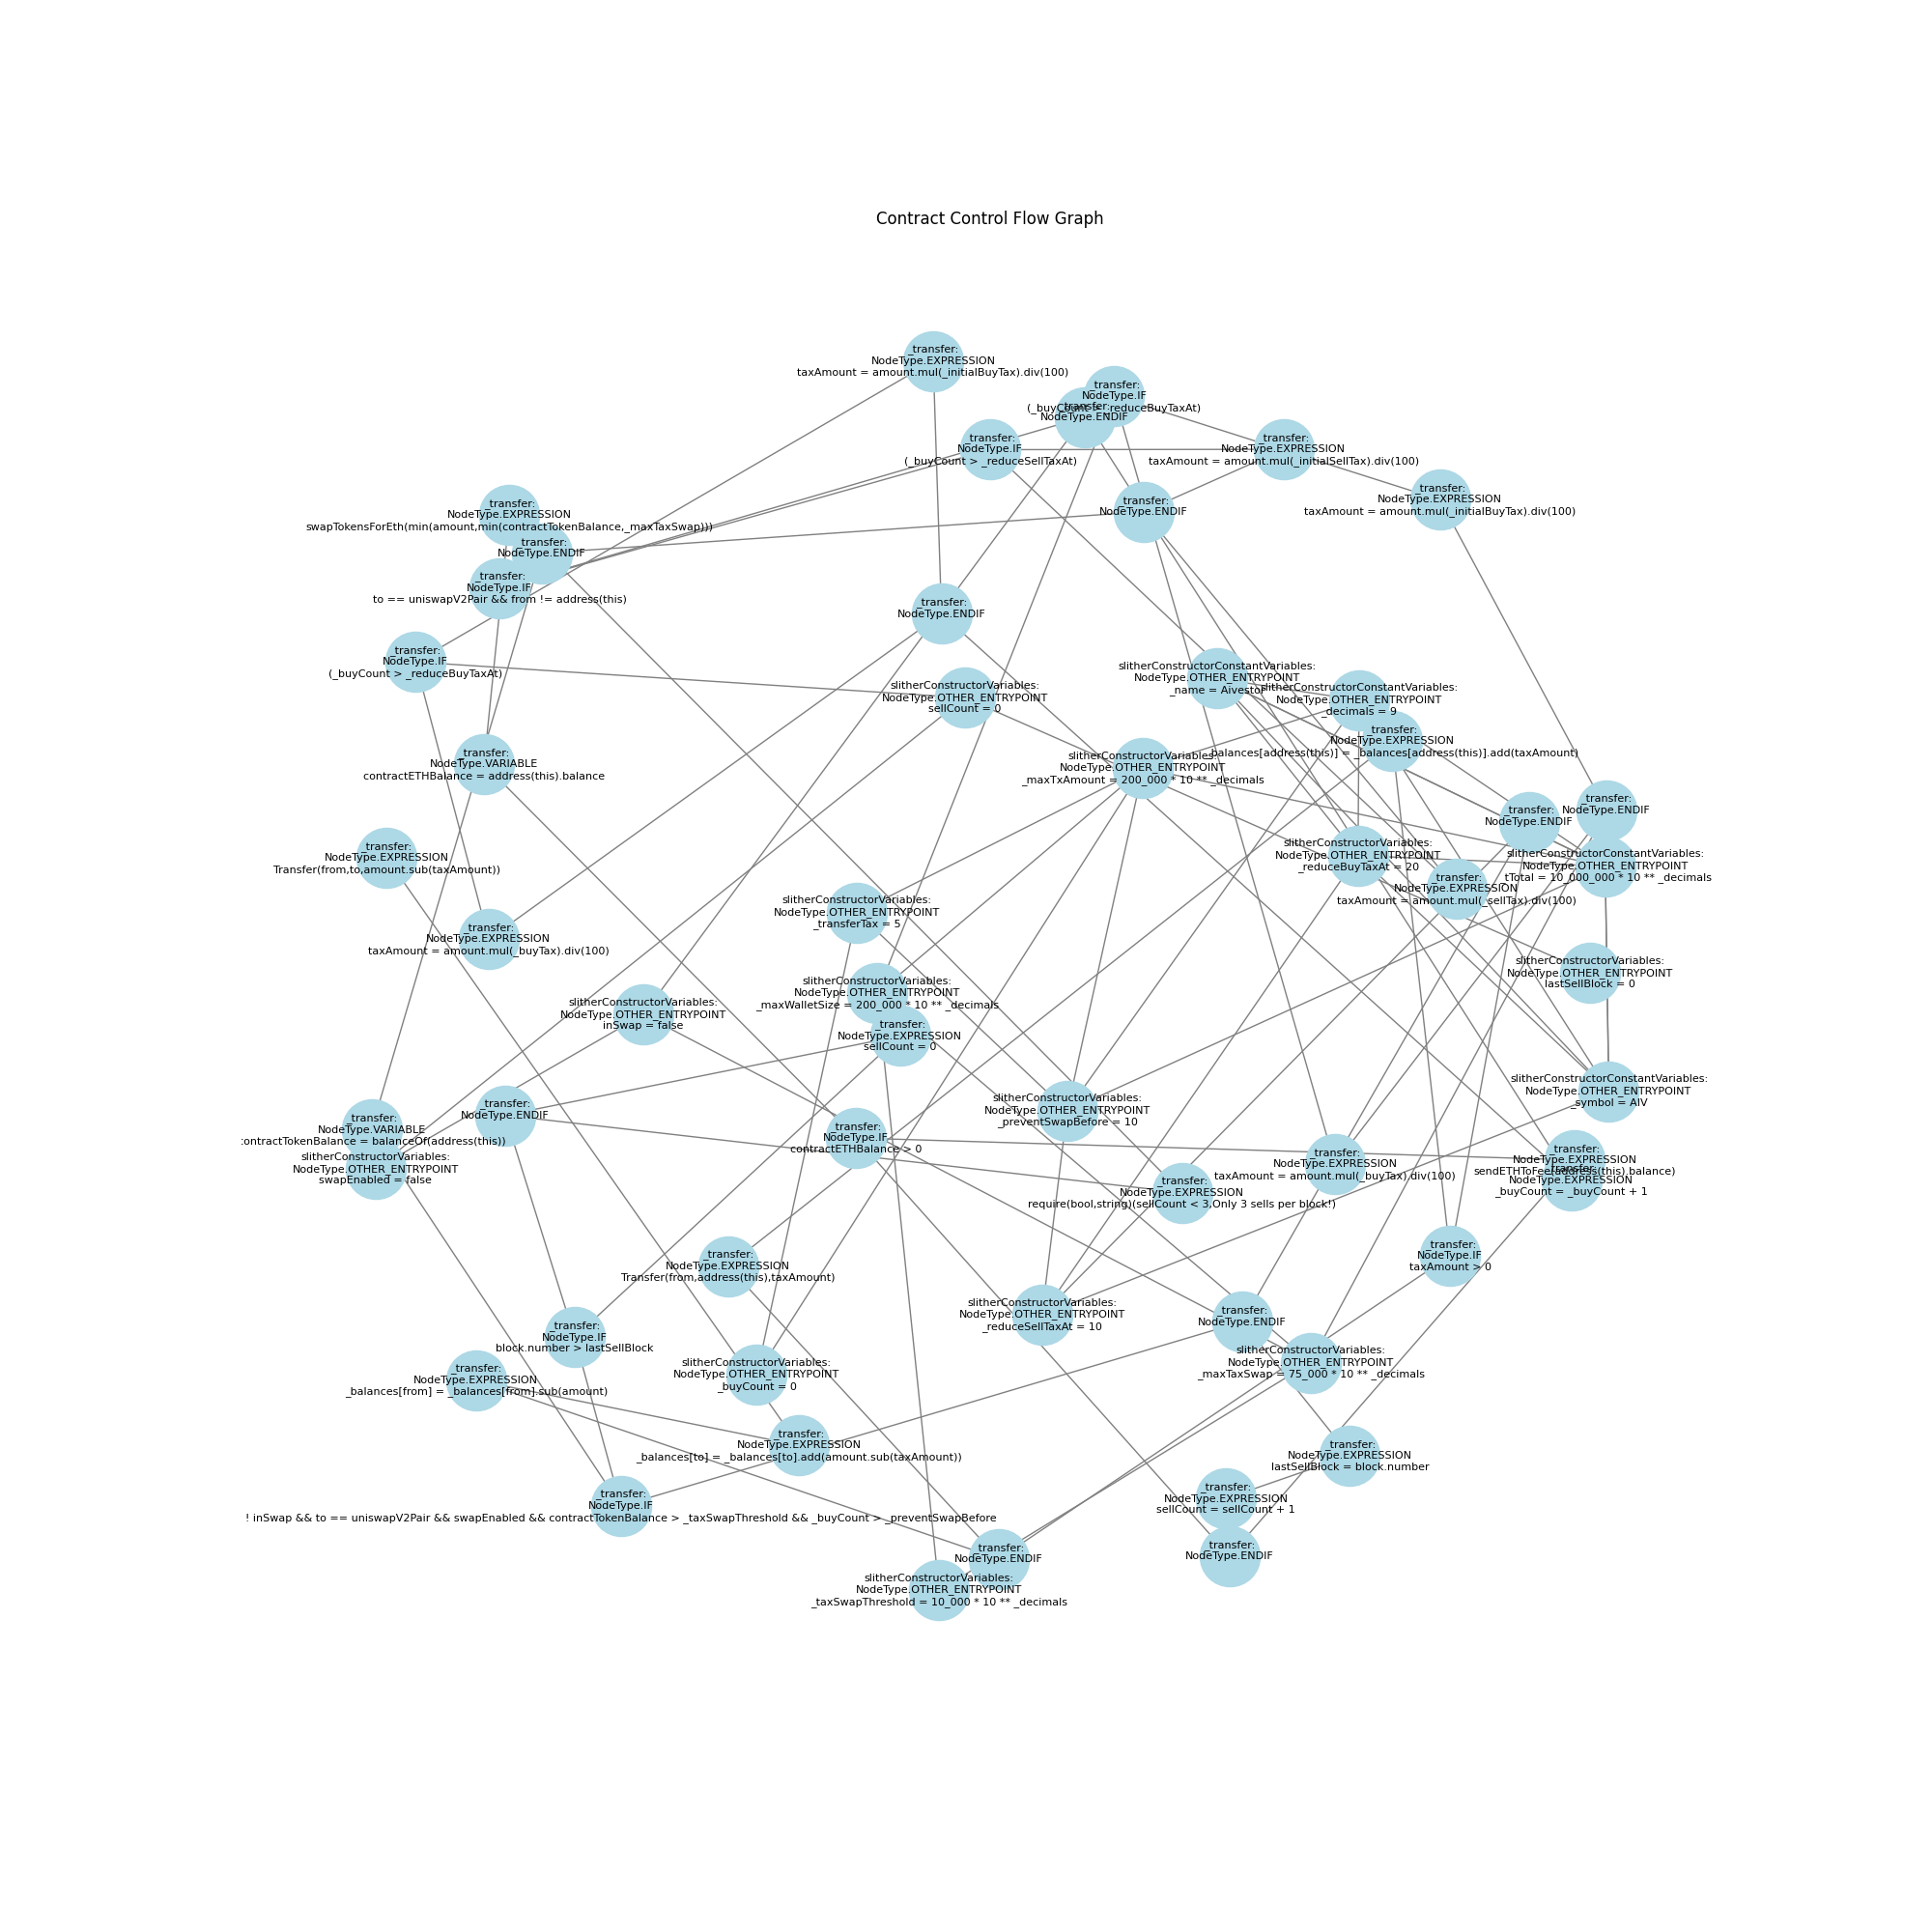 Contract Control Flow Graph
_transfer:
NodeType.EXPRESSION
taxAmount = amount.mul(_initialBuyTax).div(100)
_transfer:
NodeType.IF
(_buyCount > _reduceBuyTaxAt)
_transfer:
NodeType.ENDIF
_transfer:
NodeType.IF
(_buyCount > _reduceSellTaxAt)
_transfer:
NodeType.EXPRESSION
taxAmount = amount.mul(_initialSellTax).div(100)
_transfer:
NodeType.EXPRESSION
taxAmount = amount.mul(_initialBuyTax).div(100)
_transfer:
NodeType.ENDIF
_transfer:
NodeType.EXPRESSION
swapTokensForEth(min(amount,min(contractTokenBalance,_maxTaxSwap)))
_transfer:
NodeType.ENDIF
_transfer:
NodeType.IF
to == uniswapV2Pair && from != address(this)
_transfer:
NodeType.ENDIF
_transfer:
NodeType.IF
(_buyCount > _reduceBuyTaxAt)
slitherConstructorVariables:
NodeType.OTHER_ENTRYPOINT
sellCount = 0
slitherConstructorConstantVariables:
NodeType.OTHER_ENTRYPOINT
_name = Aivestor
slitherConstructorConstantVariables:
NodeType.OTHER_ENTRYPOINT
_decimals = 9
_transfer:
NodeType.EXPRESSION
_balances[address(this)] = _balances[address(this)].add(taxAmount)
_transfer:
NodeType.VARIABLE
contractETHBalance = address(this).balance
slitherConstructorVariables:
NodeType.OTHER_ENTRYPOINT
_maxTxAmount = 200_000 * 10 ** _decimals
_transfer:
NodeType.ENDIF
_transfer:
NodeType.ENDIF
_transfer:
NodeType.EXPRESSION
Transfer(from,to,amount.sub(taxAmount))
slitherConstructorVariables:
NodeType.OTHER_ENTRYPOINT
_reduceBuyTaxAt = 20
slitherConstructorConstantVariables:
NodeType.OTHER_ENTRYPOINT
_tTotal = 10_000_000 * 10 ** _decimals
_transfer:
NodeType.EXPRESSION
taxAmount = amount.mul(_sellTax).div(100)
slitherConstructorVariables:
NodeType.OTHER_ENTRYPOINT
_transferTax = 5
_transfer:
NodeType.EXPRESSION
taxAmount = amount.mul(_buyTax).div(100)
slitherConstructorVariables:
NodeType.OTHER_ENTRYPOINT
lastSellBlock = 0
slitherConstructorVariables:
NodeType.OTHER_ENTRYPOINT
_maxWalletSize = 200_000 * 10 ** _decimals
slitherConstructorVariables:
NodeType.OTHER_ENTRYPOINT
inSwap = false
_transfer:
NodeType.EXPRESSION
sellCount = 0
slitherConstructorConstantVariables:
NodeType.OTHER_ENTRYPOINT
_symbol = AIV
slitherConstructorVariables:
NodeType.OTHER_ENTRYPOINT
_preventSwapBefore = 10
_transfer:
NodeType.ENDIF
_transfer:
NodeType.VARIABLE
contractTokenBalance = balanceOf(address(this))
slitherConstructorVariables:
NodeType.OTHER_ENTRYPOINT
swapEnabled = false
_transfer:
NodeType.IF
contractETHBalance > 0
_transfer:
NodeType.EXPRESSION
sendETHToFee(address(this).balance)
_transfer:
NodeType.EXPRESSION
_buyCount = _buyCount + 1
_transfer:
NodeType.EXPRESSION
taxAmount = amount.mul(_buyTax).div(100)
_transfer:
NodeType.EXPRESSION
require(bool,string)(sellCount < 3,Only 3 sells per block!)
_transfer:
NodeType.IF
taxAmount > 0
_transfer:
NodeType.EXPRESSION
Transfer(from,address(this),taxAmount)
slitherConstructorVariables:
NodeType.OTHER_ENTRYPOINT
_reduceSellTaxAt = 10
_transfer:
NodeType.ENDIF
_transfer:
NodeType.IF
block.number > lastSellBlock
slitherConstructorVariables:
NodeType.OTHER_ENTRYPOINT
_maxTaxSwap = 75_000 * 10 ** _decimals
_transfer:
NodeType.EXPRESSION
_balances[from] = _balances[from].sub(amount)
slitherConstructorVariables:
NodeType.OTHER_ENTRYPOINT
_buyCount = 0
_transfer:
NodeType.EXPRESSION
_balances[to] = _balances[to].add(amount.sub(taxAmount))
_transfer:
NodeType.EXPRESSION
lastSellBlock = block.number
_transfer:
NodeType.EXPRESSION
sellCount = sellCount + 1
_transfer:
NodeType.IF
! inSwap && to == uniswapV2Pair && swapEnabled && contractTokenBalance > _taxSwapThreshold && _buyCount > _preventSwapBefore
_transfer:
NodeType.ENDIF
_transfer:
NodeType.ENDIF
slitherConstructorVariables:
NodeType.OTHER_ENTRYPOINT
_taxSwapThreshold = 10_000 * 10 ** _decimals